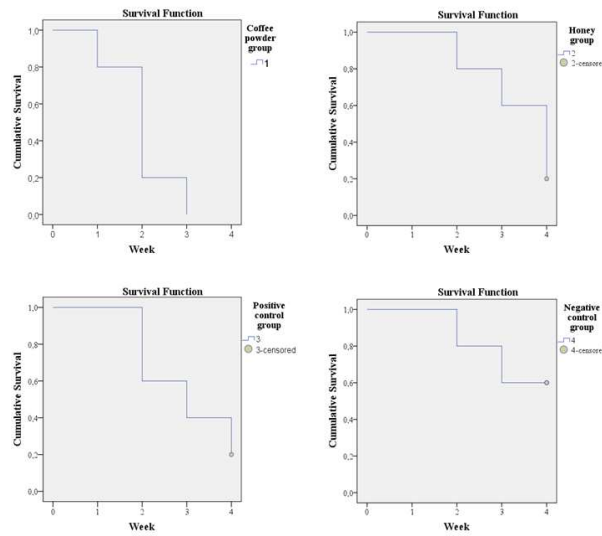 Survival Function
Coffee
powder
group
1
1,0
0,8
0,6
0,4
0,2
0,0
Cumulative Survival
0 1 2 3 4
Week
Survival Function
Honey
group
2
2-censore
1,0
0,8
0,6
0,4
0,2
0,0
Cumulative Survival
0 1 2 3 4
Week
Survival Function
Positive
control
group
3
3-censored
1,0
0,8
0,6
0,4
0,2
0,0
Cumulative Survival
0 1 2 3 4
Week
Survival Function
Negative
control
group
4
4-censore
1,0
0,8
0,6
0,4
0,2
0,0
Cumulative Survival
0 1 2 3 4
Week